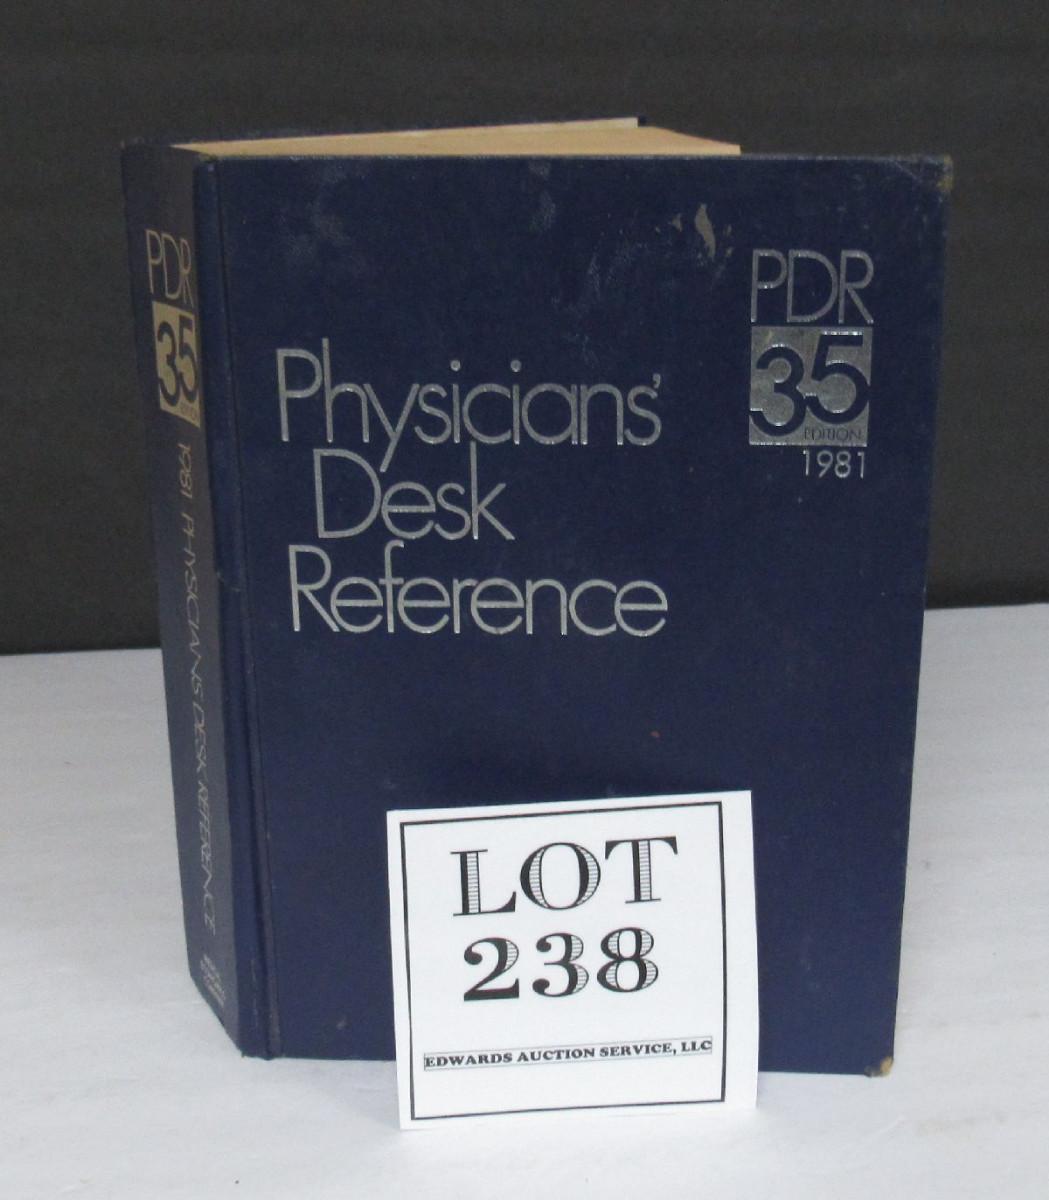 PDR
35
EDITION
1981 PHYSICIANS' DESK REFERENCE
Physicians'
Desk
Reference
PDR
35
EDITION
1981
LOT
238
EDWARDS AUCTION SERVICE, LLC